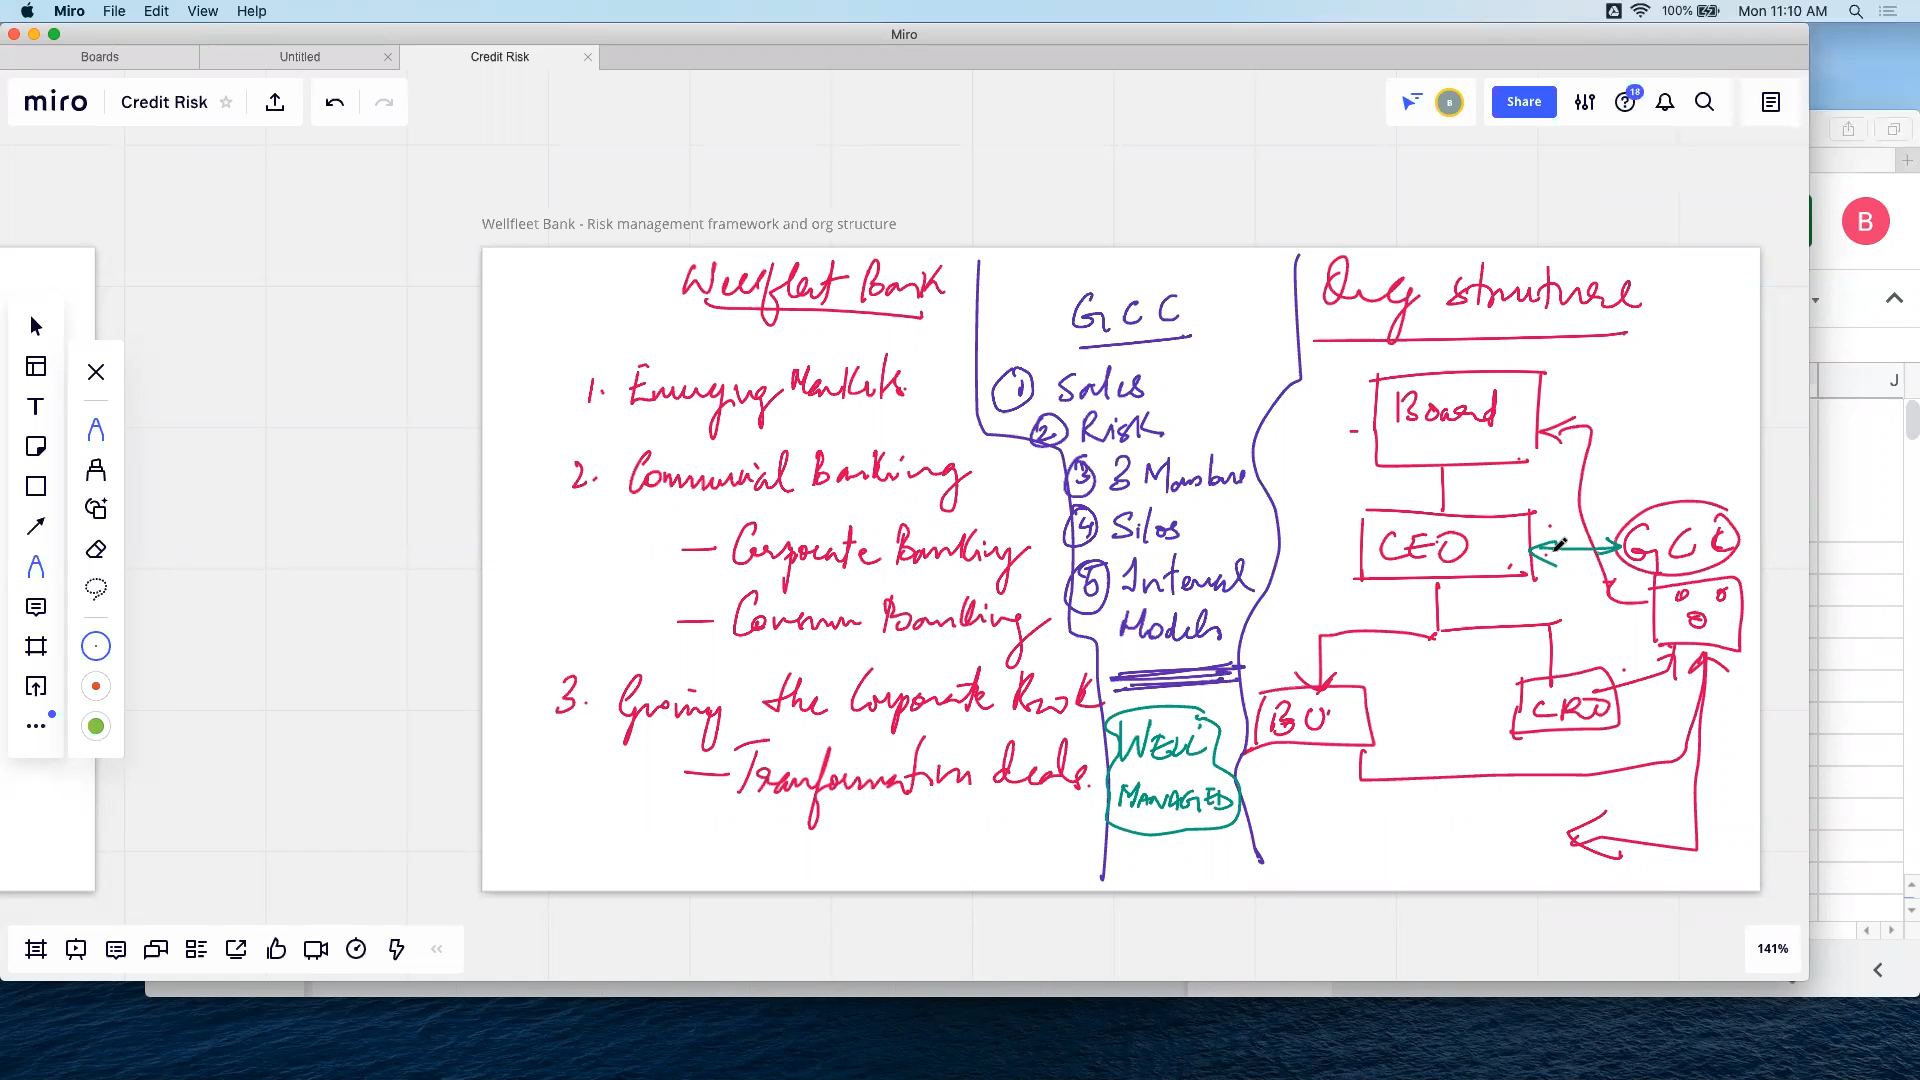 Miro File Edit View Help
100% Mon 11:10 AM
Miro
Boards Untitled Credit Risk
miro Credit Risk
B Share 18
B
J
Wellfleet Bank - Risk management framework and org structure
Wellfleet Bank
1. Emerging Markets
2. Commercial Banking
— Corporate Banking
— Consumer Banking
3. Growing the Corporate Book
— Transformation deals.
GCC
1 Sales
2 Risk
3 3 Members
4 Silos
5 Internal
Models
WELL
MANAGED
Org structure
Board
CEO
GCC
BU
CRO
T
141%